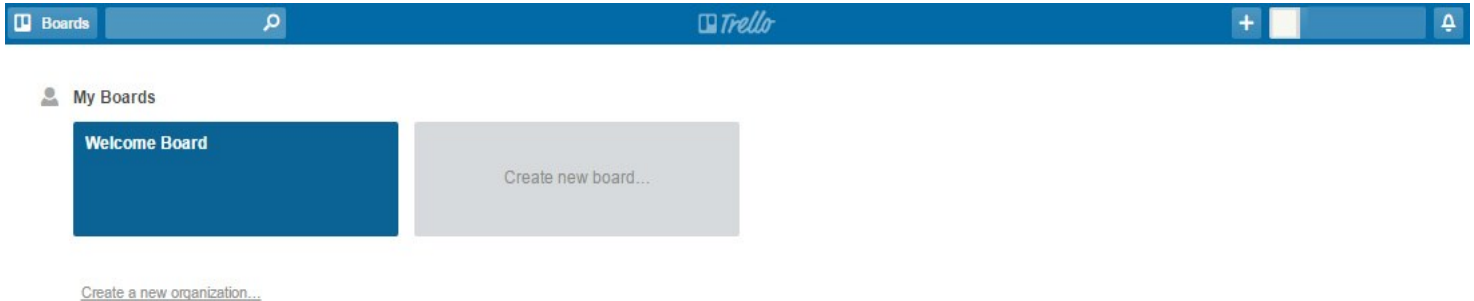 Boards
Trello
My Boards
Welcome Board
Create new board...
Create a new organization...